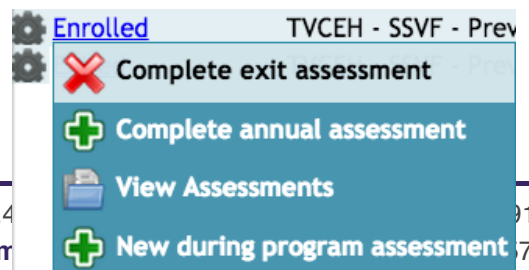 Enrolled TVCEH - SSVF - Prev
Complete exit assessment
Complete annual assessment
View Assessments
New during program assessment